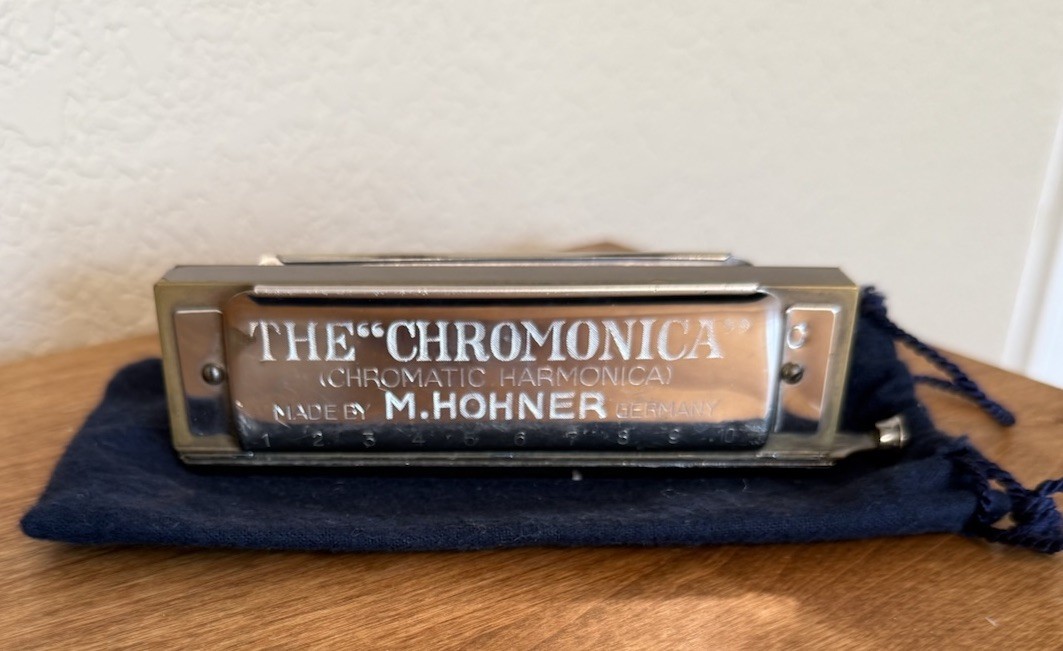 THE “CHROMONICA” C
(CHROMATIC HARMONICA)
MADE BY M. HOHNER GERMANY
1 2 3 4 5 6 7 8 9 10